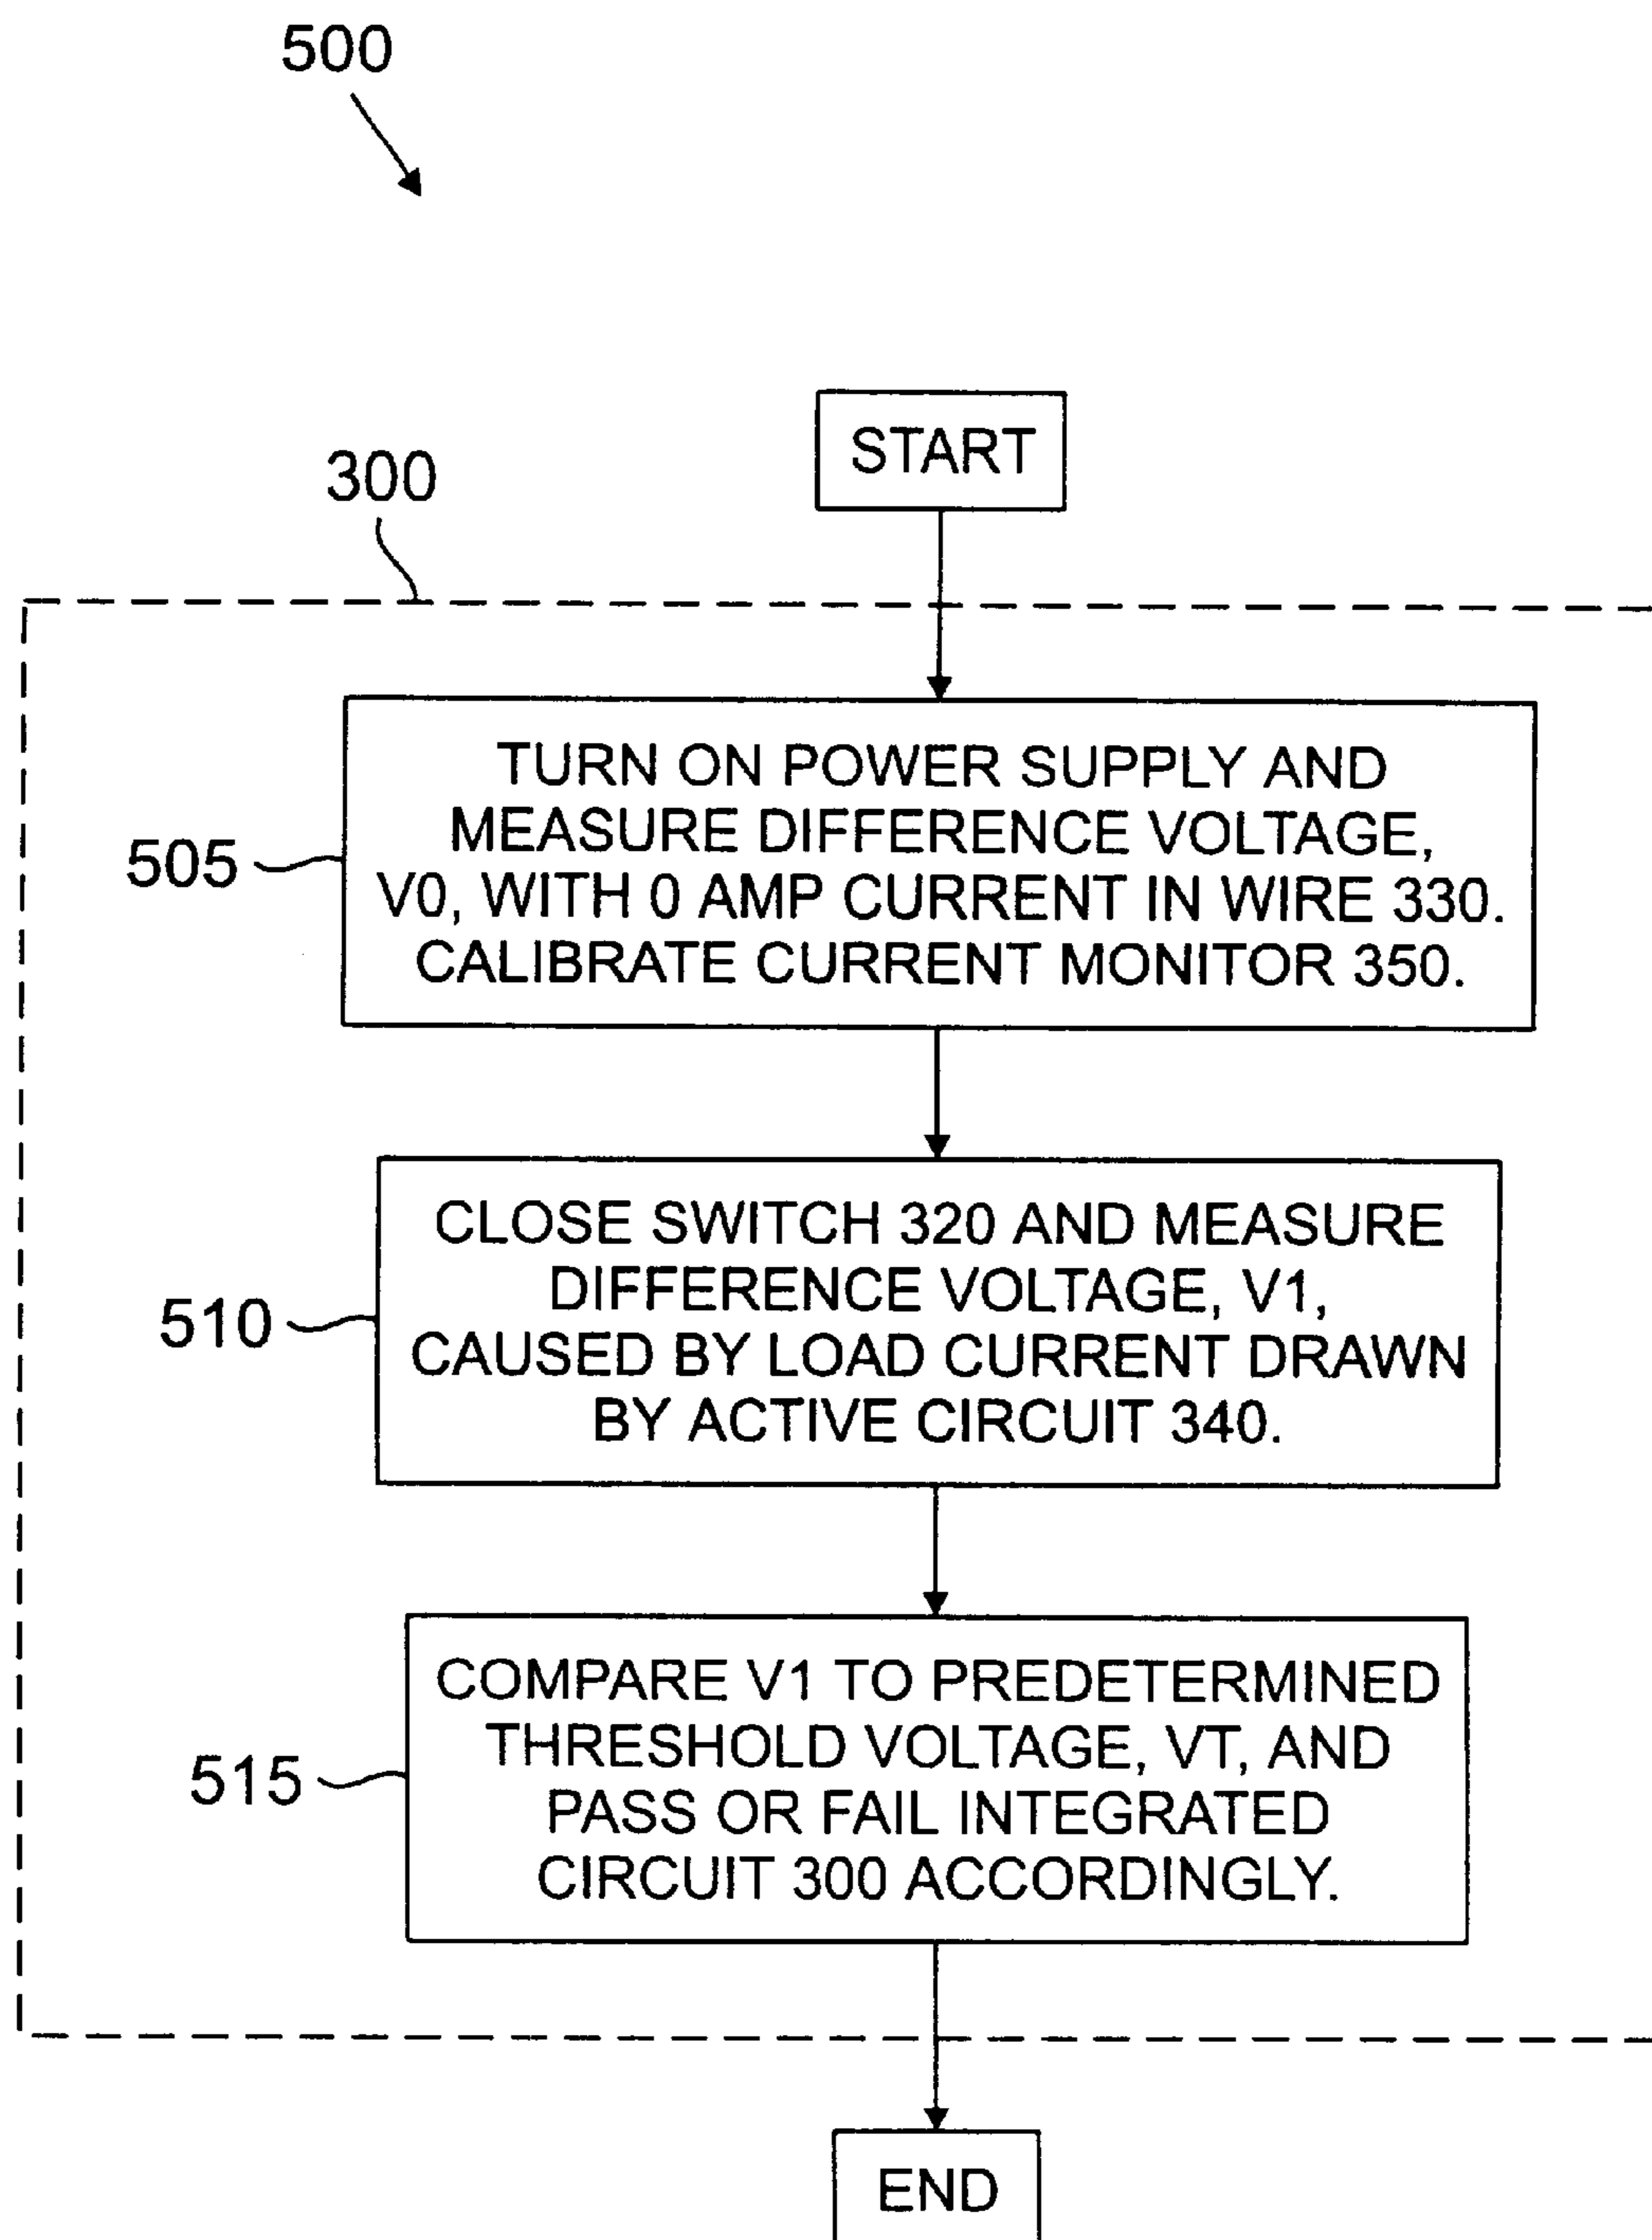 500
START
300
TURN ON POWER SUPPLY AND
MEASURE DIFFERENCE VOLTAGE,
V0, WITH 0 AMP CURRENT IN WIRE 330.
CALIBRATE CURRENT MONITOR 350.
505
CLOSE SWITCH 320 AND MEASURE
DIFFERENCE VOLTAGE, V1,
CAUSED BY LOAD CURRENT DRAWN
BY ACTIVE CIRCUIT 340.
510
COMPARE V1 TO PREDETERMINED
THRESHOLD VOLTAGE, VT, AND
PASS OR FAIL INTEGRATED
CIRCUIT 300 ACCORDINGLY.
515
END